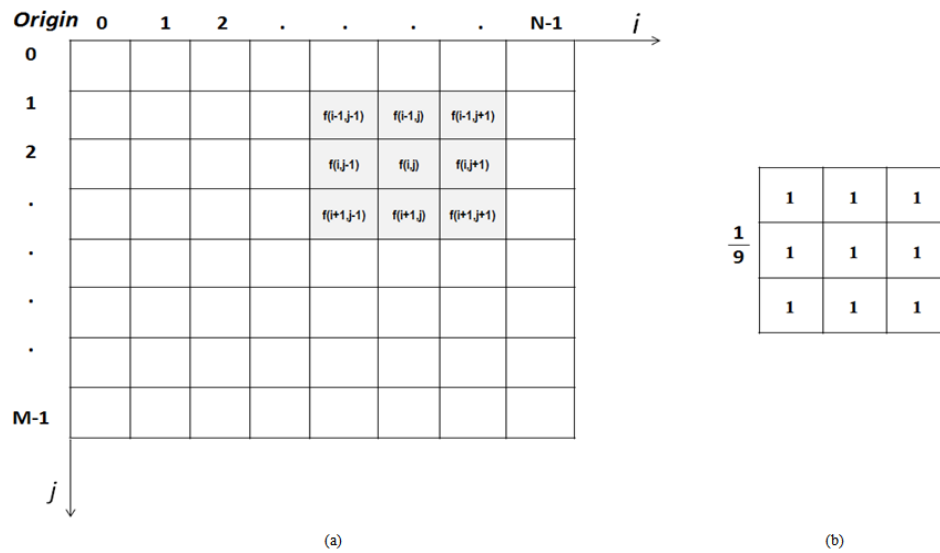 Origin 0 1 2 . . . . N-1 i
0
1 f(i-1,j-1) f(i-1,j) f(i-1,j+1)
2 f(i,j-1) f(i,j) f(i,j+1)
. f(i+1,j-1) f(i+1,j) f(i+1,j+1)
.
.
.
M-1
j
(a)
1 1 1
1/9 1 1 1
1 1 1
(b)